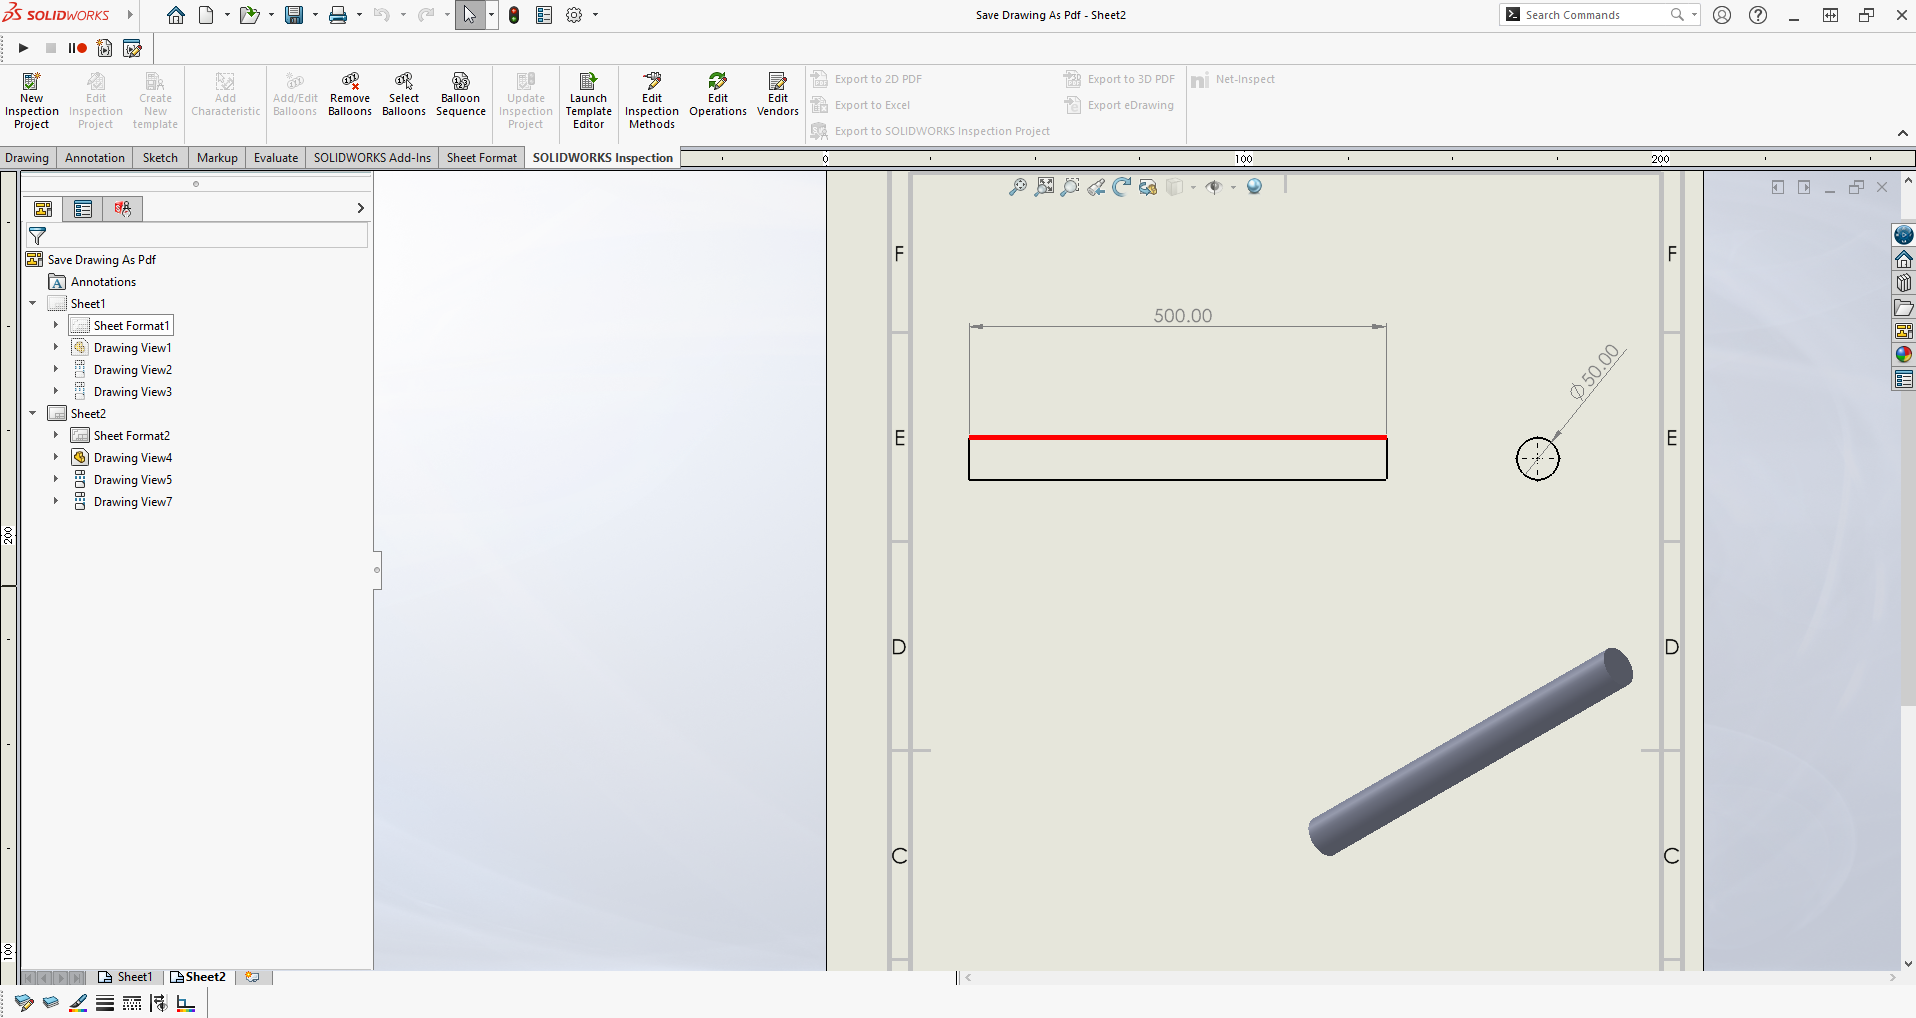 SOLIDWORKS
Save Drawing As Pdf - Sheet2
Search Commands
New Inspection Project
Edit Inspection Project
Create New template
Add Characteristic
Add/Edit Balloons
Remove Balloons
Select Balloons
Balloon Sequence
Update Inspection Project
Launch Template Editor
Edit Inspection Methods
Edit Operations
Edit Vendors
Export to 2D PDF
Export to Excel
Export to SOLIDWORKS Inspection Project
Export to 3D PDF
Export eDrawing
Net-Inspect
Drawing
Annotation
Sketch
Markup
Evaluate
SOLIDWORKS Add-Ins
Sheet Format
SOLIDWORKS Inspection
0
100
200
Save Drawing As Pdf
Annotations
Sheet1
Sheet Format1
Drawing View1
Drawing View2
Drawing View3
Sheet2
Sheet Format2
Drawing View4
Drawing View5
Drawing View7
200
100
F
F
500.00
Ø50.00
E
E
D
D
C
C
Sheet1
Sheet2